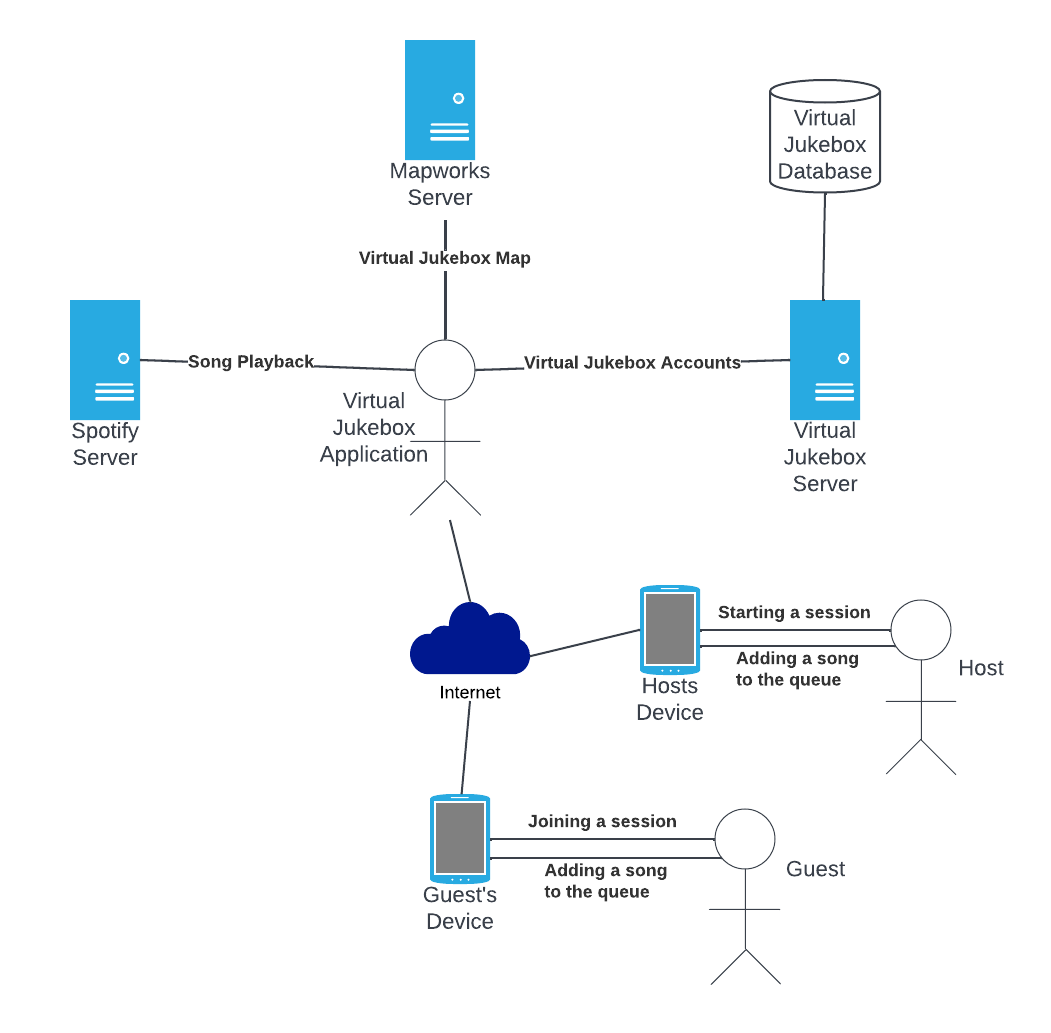 Mapworks
Server
Virtual
Jukebox
Database
Virtual Jukebox Map
Song Playback
Virtual Jukebox Accounts
Virtual
Jukebox
Application
Spotify
Server
Virtual
Jukebox
Server
Starting a session
Adding a song
to the queue
Host
Hosts
Device
Internet
Joining a session
Adding a song
to the queue
Guest
Guest's
Device